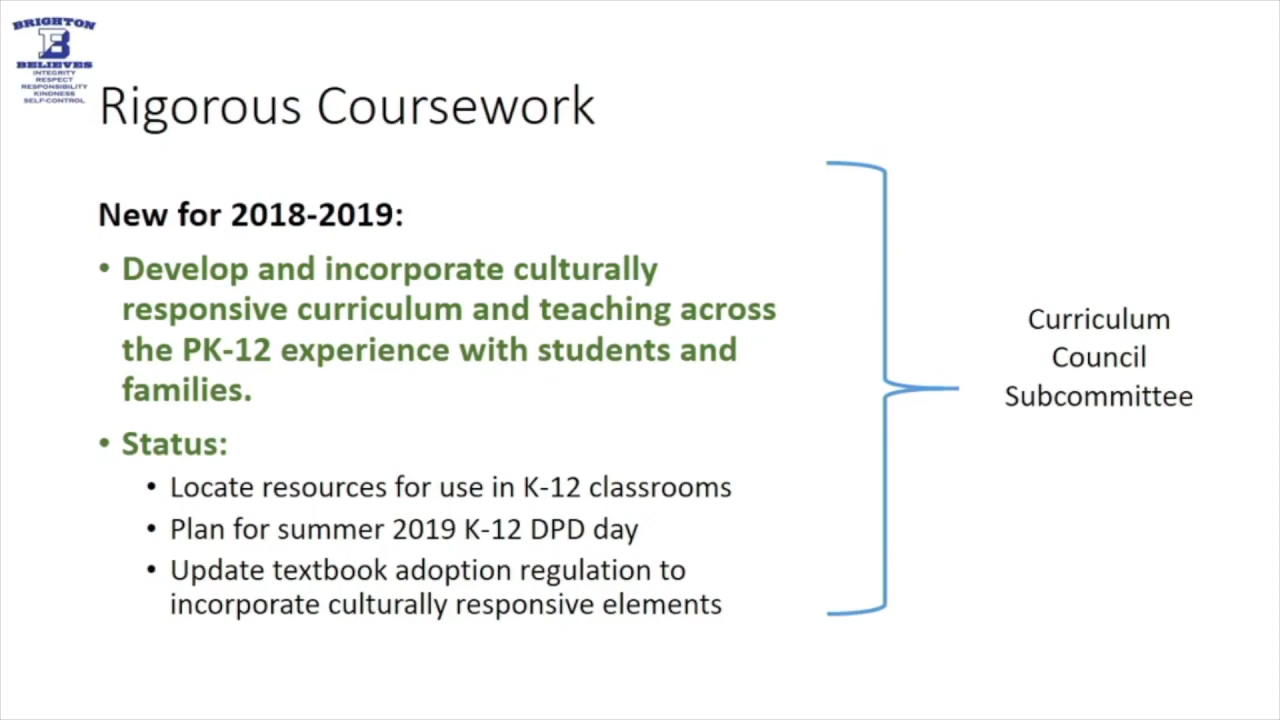 BRIGHTON
B
BELIEVES
INTEGRITY
RESPECT
RESPONSIBILITY
KINDNESS
SELF-CONTROL
Rigorous Coursework
New for 2018-2019:
• Develop and incorporate culturally
responsive curriculum and teaching across
the PK-12 experience with students and
families.
• Status:
• Locate resources for use in K-12 classrooms
• Plan for summer 2019 K-12 DPD day
• Update textbook adoption regulation to
incorporate culturally responsive elements
Curriculum
Council
Subcommittee